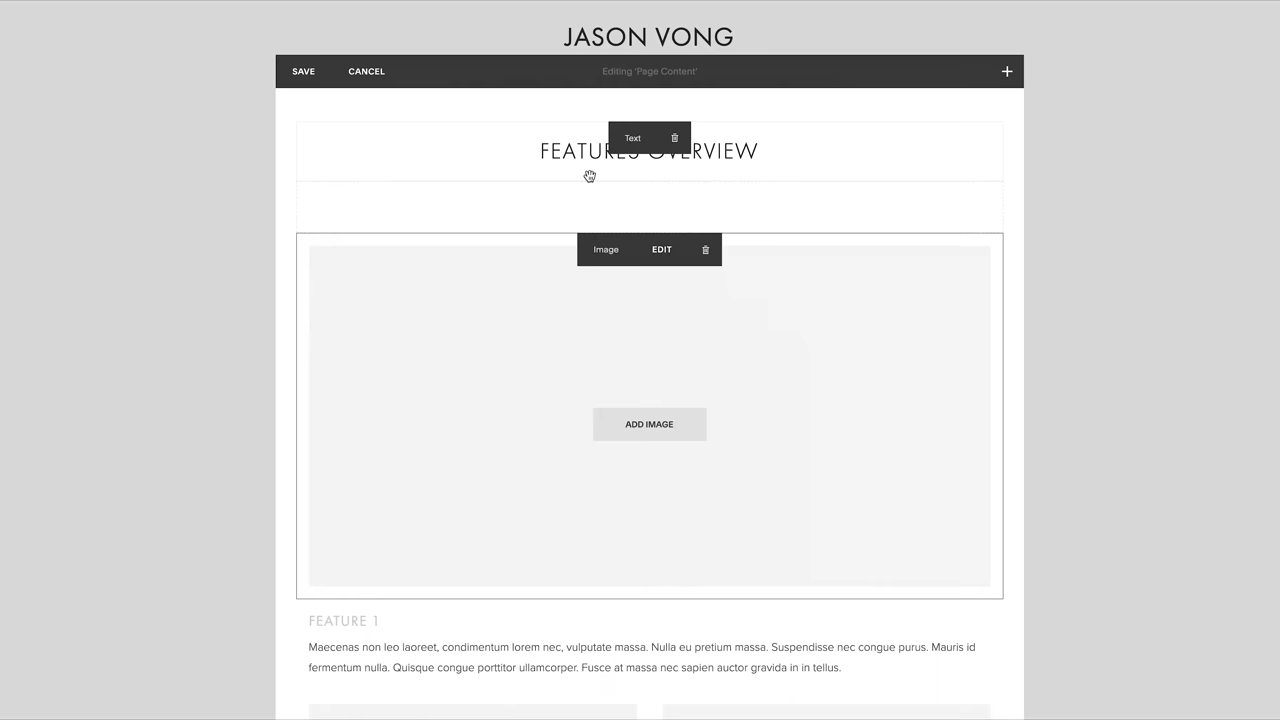 JASON VONG
SAVE CANCEL Editing 'Page Content' +
Text
FEATURES OVERVIEW
Image EDIT
ADD IMAGE
FEATURE 1
Maecenas non leo laoreet, condimentum lorem nec, vulputate massa. Nulla eu pretium massa. Suspendisse nec congue purus. Mauris id
fermentum nulla. Quisque congue porttitor ullamcorper. Fusce at massa nec sapien auctor gravida in in tellus.